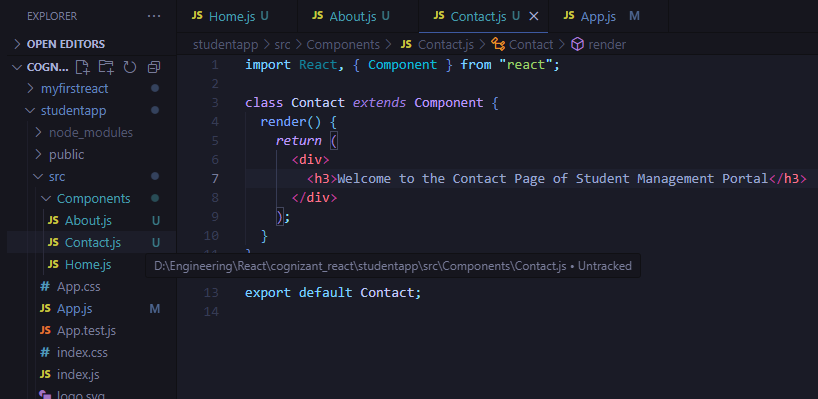 EXPLORER ...
OPEN EDITORS
COGN...
myfirstreact
studentapp
node_modules
public
src
Components
JS About.js U
JS Contact.js U
JS Home.js
# App.css
JS App.js M
JS App.test.js
# index.css
JS index.js
logo.svg
JS Home.js U
JS About.js U
JS Contact.js U
JS App.js M
studentapp > src > Components > JS Contact.js > Contact > render
1 import React, { Component } from "react";
2
3 class Contact extends Component {
4 render() {
5 return (
6 <div>
7 <h3>Welcome to the Contact Page of Student Management Portal</h3>
8 </div>
9 );
10 }
D:\Engineering\React\cognizant_react\studentapp\src\Components\Contact.js • Untracked
13 export default Contact;
14